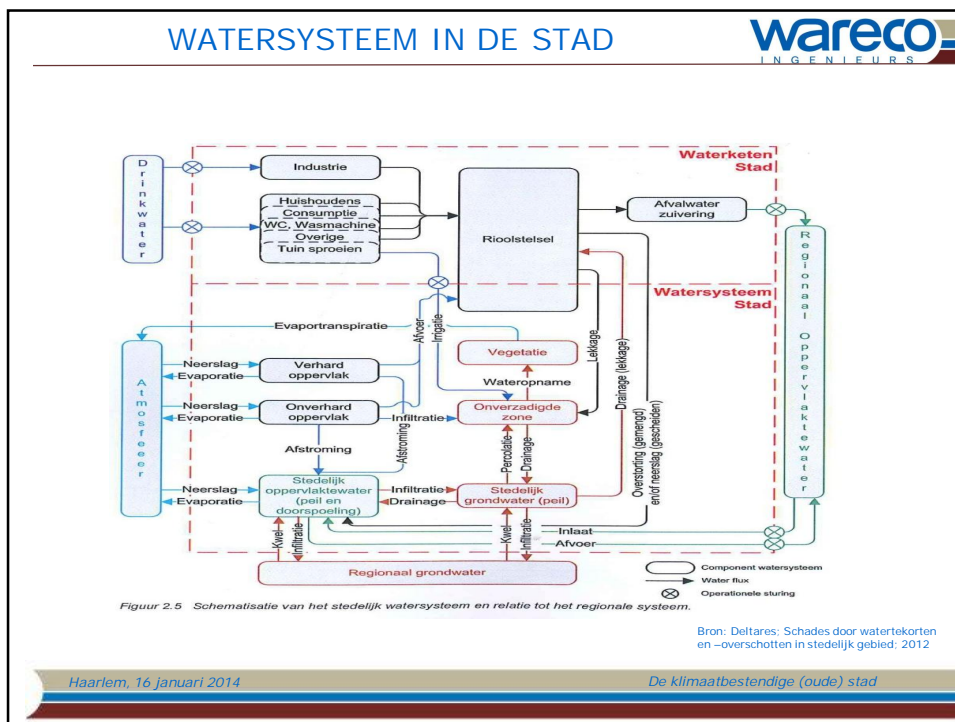 WATERSYSTEEM IN DE STAD
wareco
INGENIEURS
Drinkwater
Industrie
Huishoudens
Consumptie
WC, Wasmachine
Overige
Tuin sproeien
Rioolstelsel
Waterketen
Stad
Afvalwater
zuivering
Regionaal Oppervlaktewater
Watersysteem
Stad
Evaportranspiratie
Afvoer
Irrigatie
Vegetatie
Lekkage
Drainage (lekkage)
Overstorting (gemengd)
en/of neerslag (gescheiden)
Atmosfeeer
Neerslag
Evaporatie
Verhard
oppervlak
Wateropname
Neerslag
Evaporatie
Onverhard
oppervlak
Infiltratie
Onverzadigde
zone
Afstroming
Afstroming
Percolatie
Drainage
Neerslag
Evaporatie
Stedelijk
oppervlaktewater
(peil en
doorspoeling)
Infiltratie
Drainage
Stedelijk
grondwater (peil)
Kwel
Infiltratie
Kwel
Infiltratie
Inlaat
Afvoer
Regionaal grondwater
Component watersysteem
Water flux
Operationele sturing
Figuur 2.5 Schematisatie van het stedelijk watersysteem en relatie tot het regionale systeem.
Bron: Deltares; Schades door watertekorten
en –overschotten in stedelijk gebied; 2012
Haarlem, 16 januari 2014
De klimaatbestendige (oude) stad